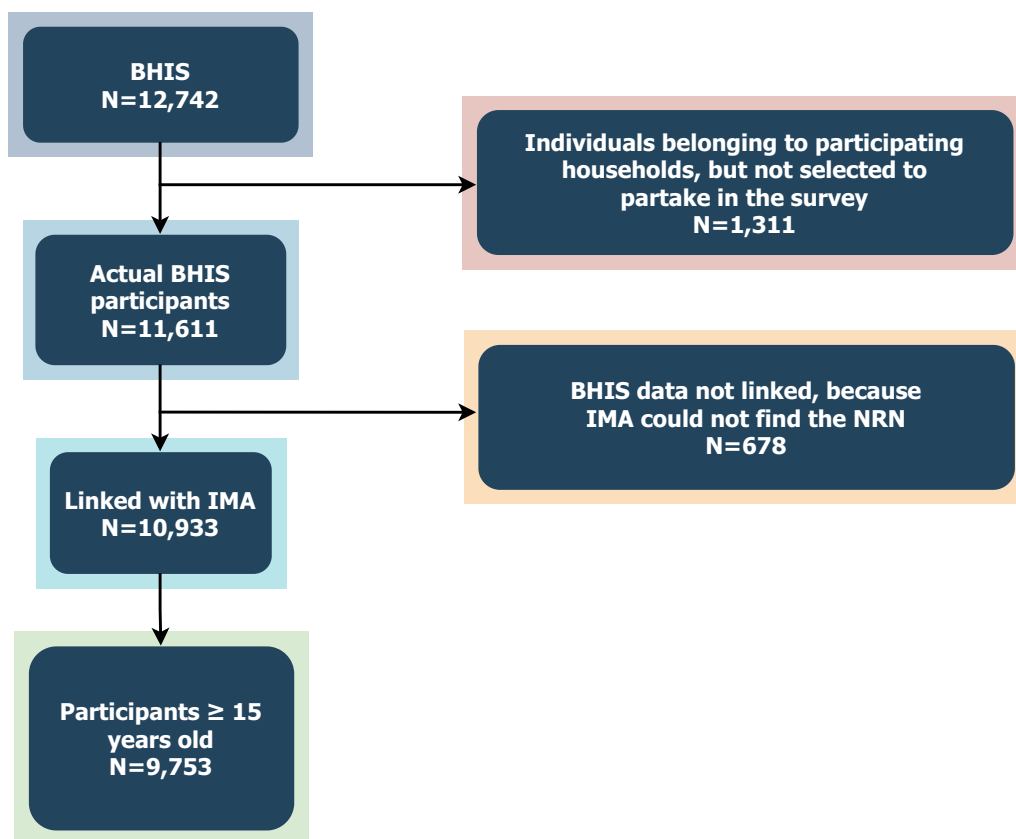 BHIS
N=12,742
Individuals belonging to participating
households, but not selected to
partake in the survey
N=1,311
Actual BHIS
participants
N=11,611
BHIS data not linked, because
IMA could not find the NRN
N=678
Linked with IMA
N=10,933
Participants ≥ 15
years old
N=9,753